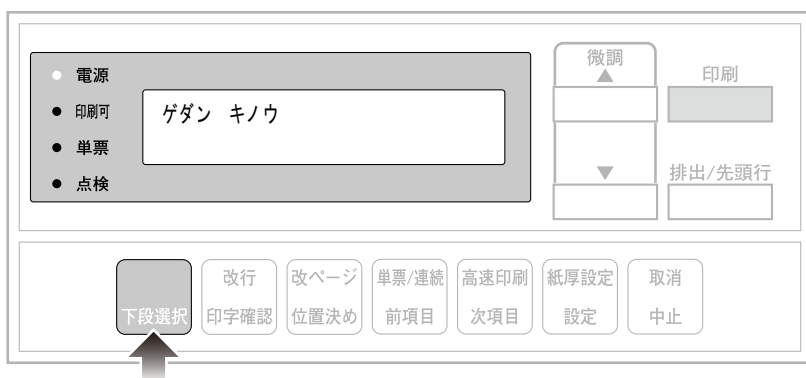 電源
印刷可
単票
点検
ゲダン キノウ
微調
印刷
排出/先頭行
下段選択
改行
印字確認
改ページ
位置決め
単票/連続
前項目
高速印刷
次項目
紙厚設定
設定
取消
中止